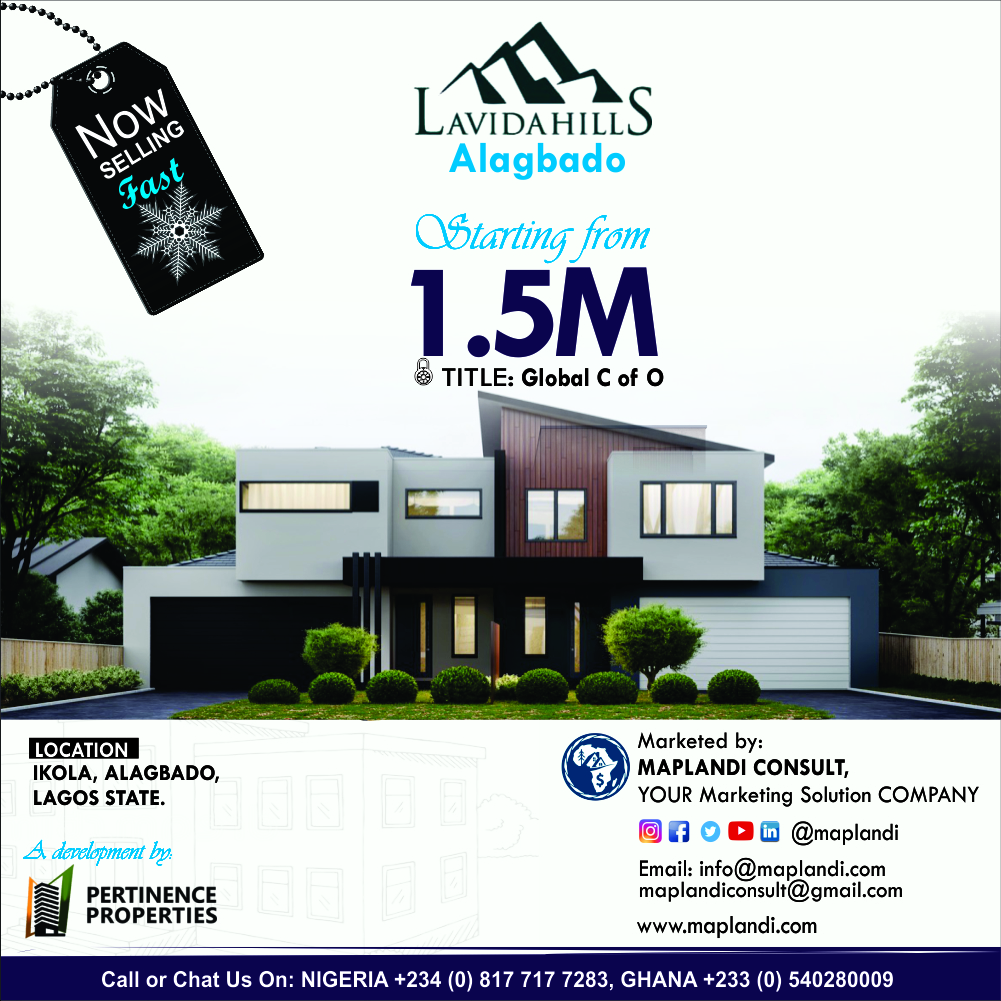 NOW
SELLING
Fast
LAVIDAHILLS
Alagbado
Starting from
1.5M
TITLE: Global C of O
LOCATION
IKOLA, ALAGBADO,
LAGOS STATE.
A development by:
PERTINENCE
PROPERTIES
Marketed by:
MAPLANDI CONSULT,
YOUR Marketing Solution COMPANY
@maplandi
Email: info@maplandi.com
maplandiconsult@gmail.com
www.maplandi.com
Call or Chat Us On: NIGERIA +234 (0) 817 717 7283, GHANA +233 (0) 540280009